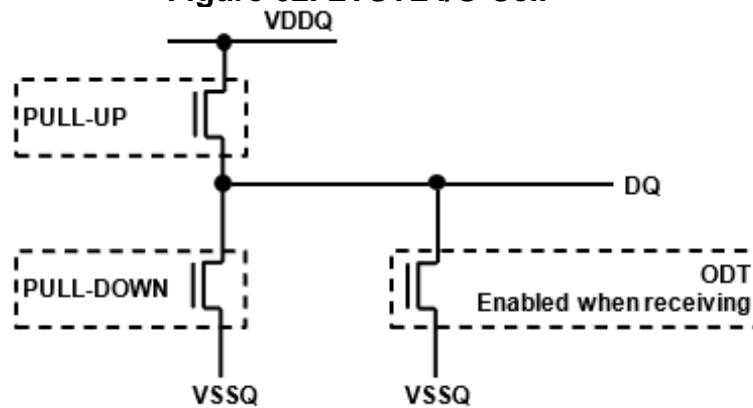 VDDQ
PULL-UP
DQ
PULL-DOWN
ODT
Enabled when receiving
VSSQ
VSSQ